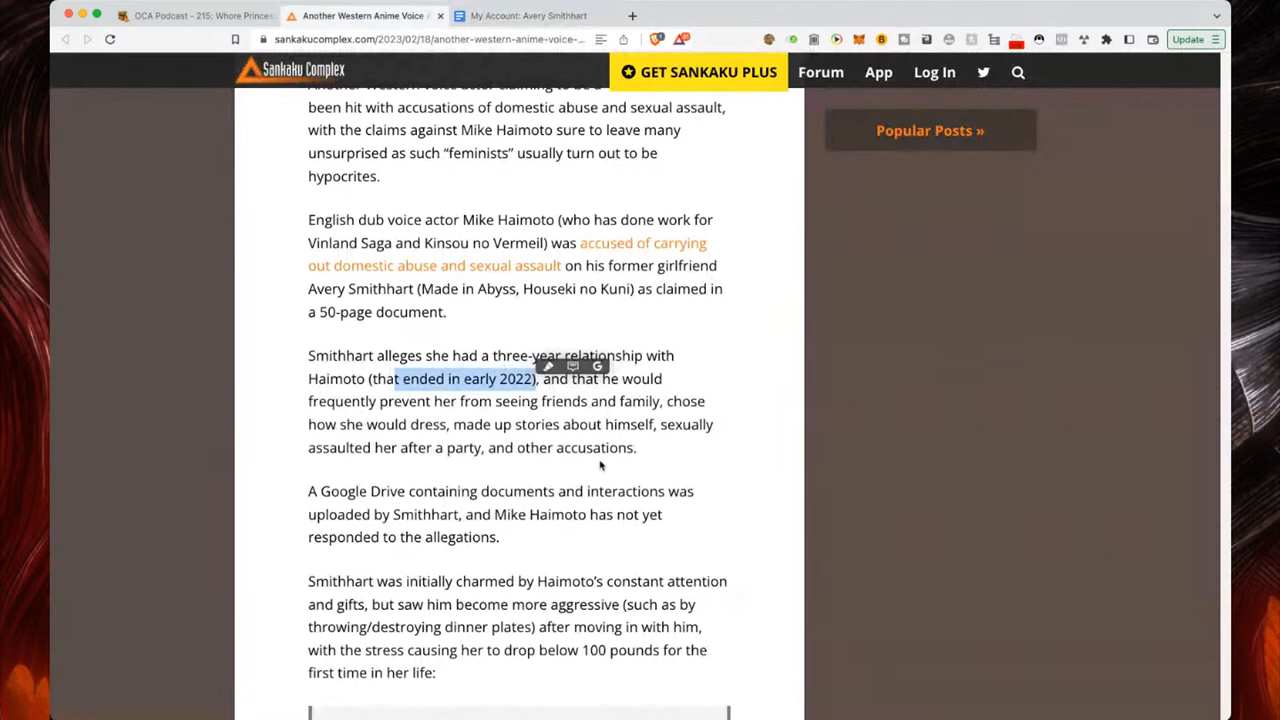 OCA Podcast - 215: Whore Princes
Another Western Anime Voice A
My Account: Avery Smithhart
sankakucomplex.com/2023/02/18/another-western-anime-voice-...
Update
Sankaku Complex
GET SANKAKU PLUS
Forum
App
Log In
been hit with accusations of domestic abuse and sexual assault,
with the claims against Mike Haimoto sure to leave many
unsurprised as such “feminists” usually turn out to be
hypocrites.
English dub voice actor Mike Haimoto (who has done work for
Vinland Saga and Kinsou no Vermeil) was accused of carrying
out domestic abuse and sexual assault on his former girlfriend
Avery Smithhart (Made in Abyss, Houseki no Kuni) as claimed in
a 50-page document.
Smithhart alleges she had a three-year relationship with
Haimoto (that ended in early 2022), and that he would
frequently prevent her from seeing friends and family, chose
how she would dress, made up stories about himself, sexually
assaulted her after a party, and other accusations.
A Google Drive containing documents and interactions was
uploaded by Smithhart, and Mike Haimoto has not yet
responded to the allegations.
Smithhart was initially charmed by Haimoto’s constant attention
and gifts, but saw him become more aggressive (such as by
throwing/destroying dinner plates) after moving in with him,
with the stress causing her to drop below 100 pounds for the
first time in her life:
Popular Posts »